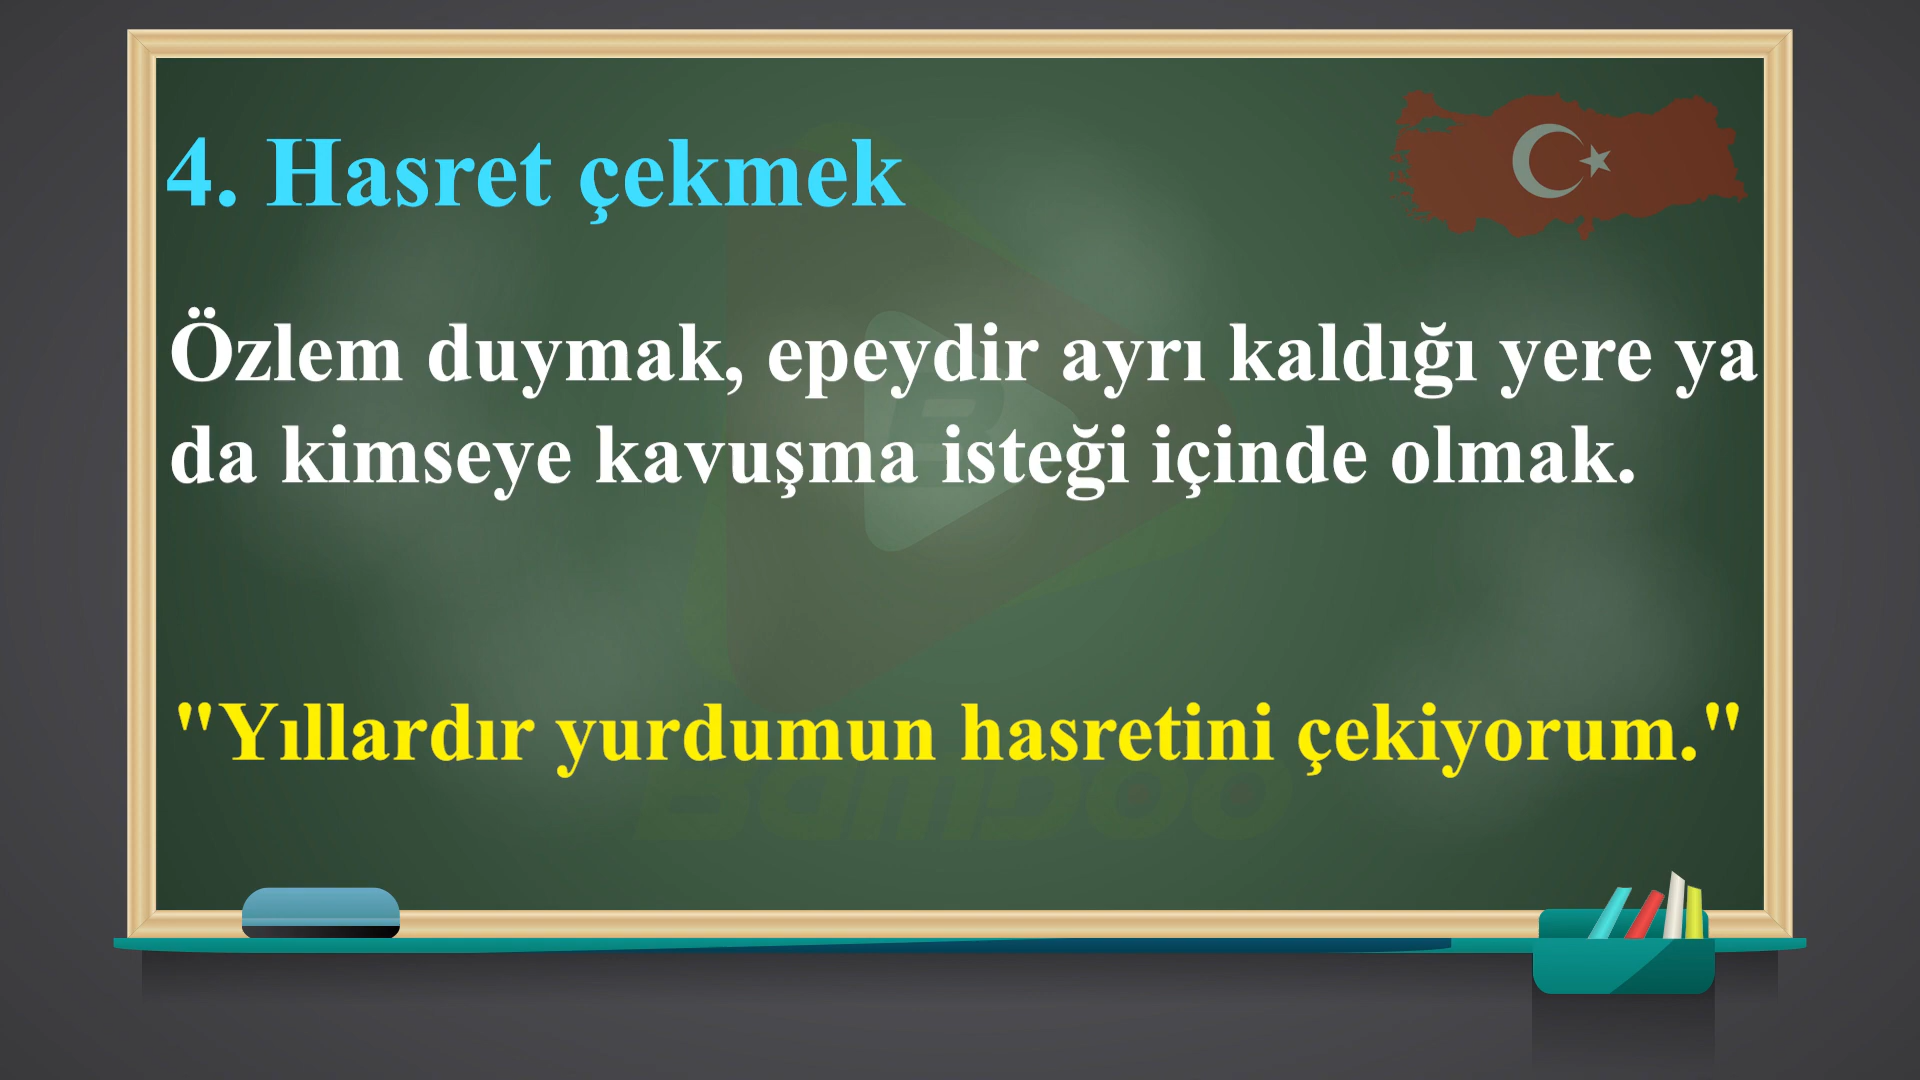 4. Hasret çekmek
Özlem duymak, epeydir ayrı kaldığı yere ya
da kimseye kavuşma isteği içinde olmak.
"Yıllardır yurdumun hasretini çekiyorum."
Bamboo